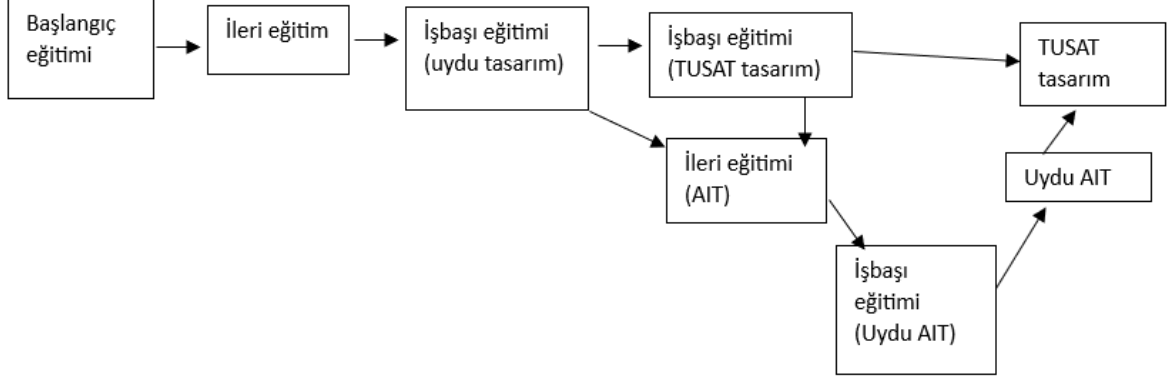 Başlangıç
eğitimi
İleri eğitim
İşbaşı eğitimi
(uydu tasarım)
İşbaşı eğitimi
(TUSAT tasarım)
TUSAT
tasarım
İleri eğitimi
(AIT)
Uydu AIT
İşbaşı
eğitimi
(Uydu AIT)